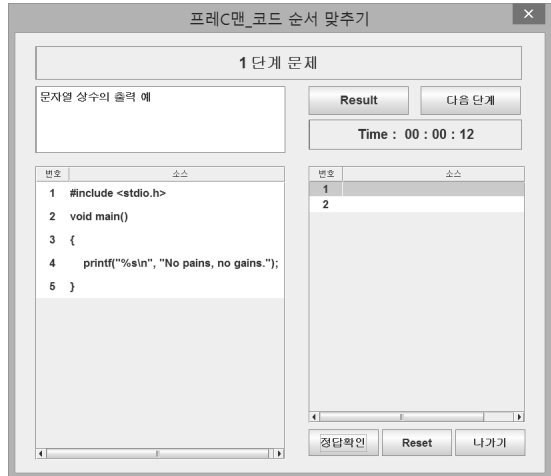 프레C맨_코드 순서 맞추기
×
1 단계 문제
문자열 상수의 출력 예
Result
다음 단계
Time : 00 : 00 : 12
번호 소스
1 #include <stdio.h>
2 void main()
3 {
4 printf("%s\n", "No pains, no gains.");
5 }
번호 소스
1
2
정답확인
Reset
나가기